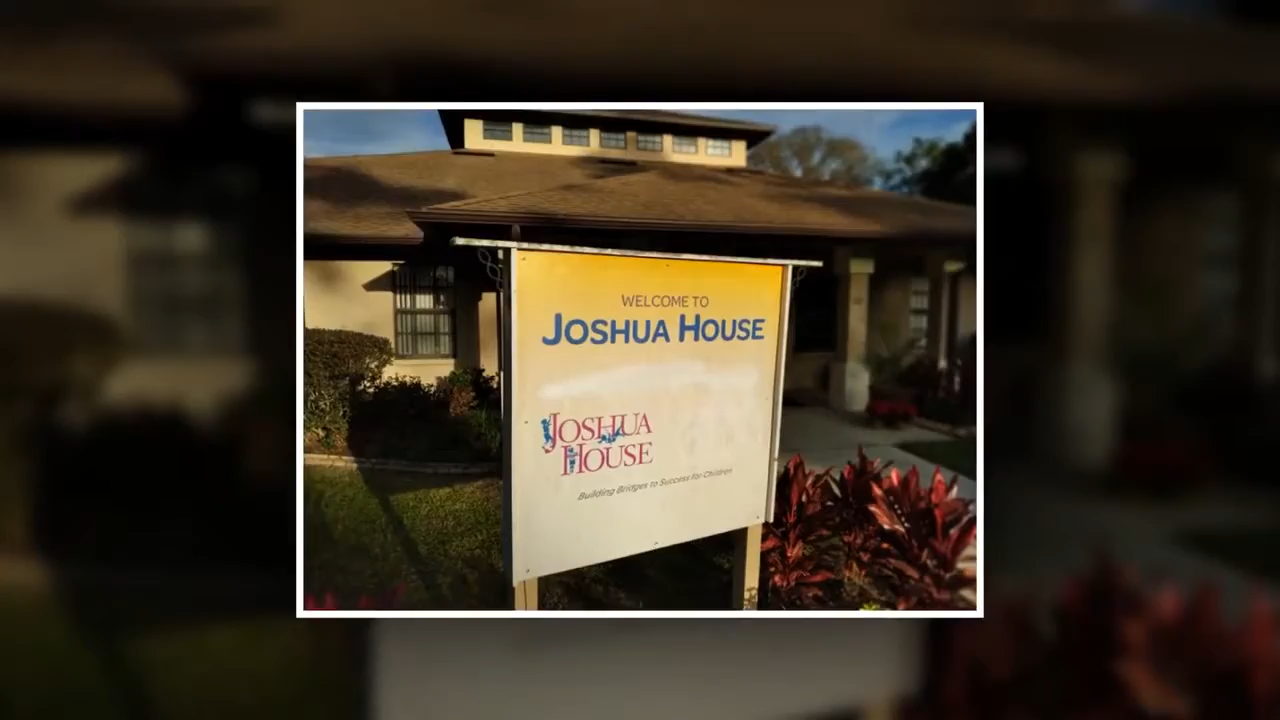 WELCOME TO
JOSHUA HOUSE
JOSHUA
HOUSE
Building Bridges to Success For Children